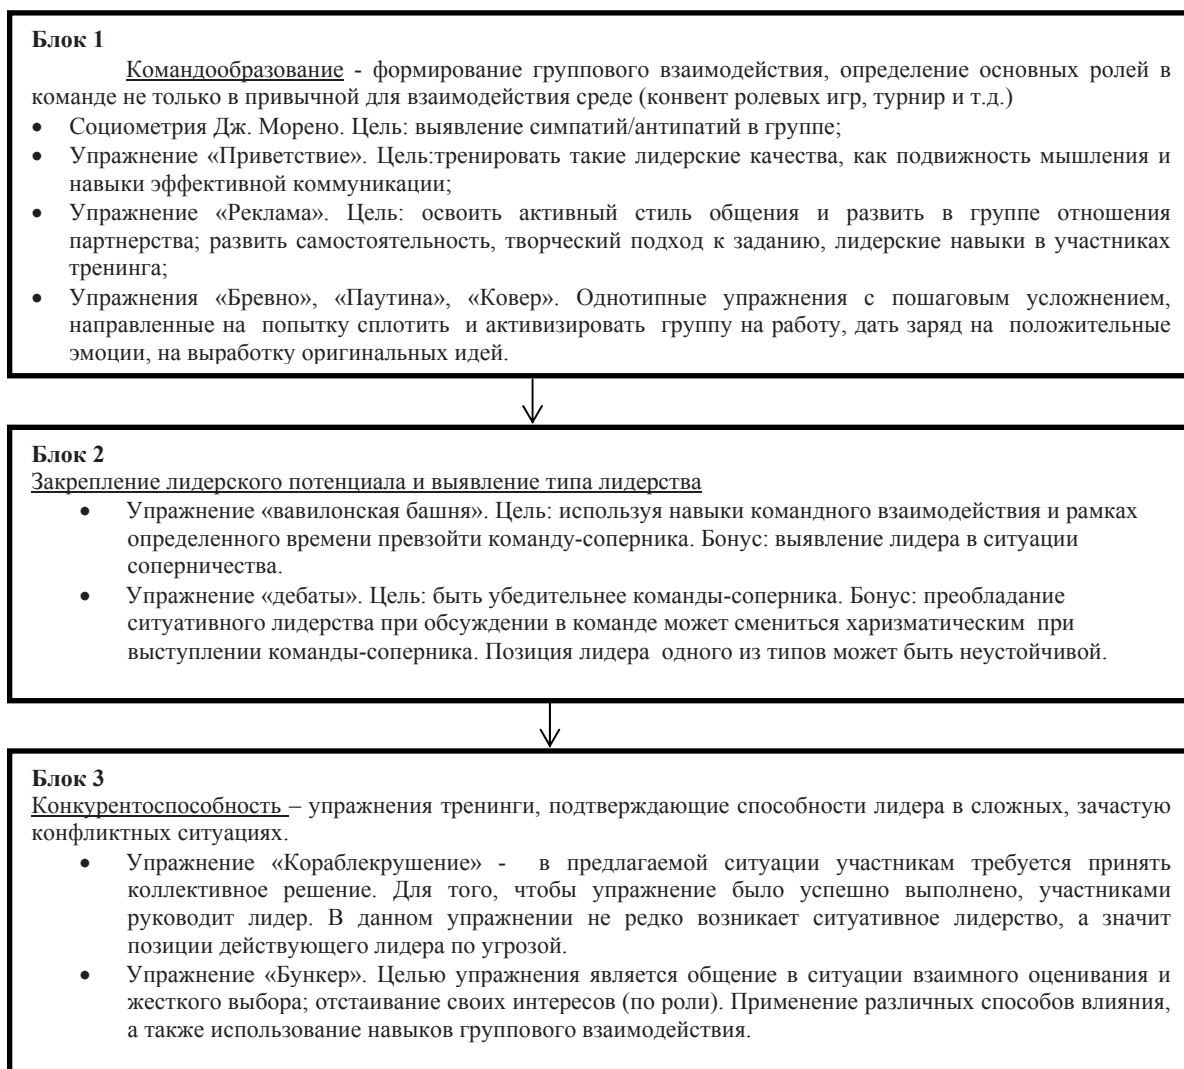 Блок 1
Командообразование - формирование группового взаимодействия, определение основных ролей в
команде не только в привычной для взаимодействия среде (конвент ролевых игр, турнир и т.д.)
• Социометрия Дж. Морено. Цель: выявление симпатий/антипатий в группе;
• Упражнение «Приветствие». Цель:тренировать такие лидерские качества, как подвижность мышления и
навыки эффективной коммуникации;
• Упражнение «Реклама». Цель: освоить активный стиль общения и развить в группе отношения
партнерства; развить самостоятельность, творческий подход к заданию, лидерские навыки в участниках
тренинга;
• Упражнения «Бревно», «Паутина», «Ковер». Однотипные упражнения с пошаговым усложнением,
направленные на попытку сплотить и активизировать группу на работу, дать заряд на положительные
эмоции, на выработку оригинальных идей.
Блок 2
Закрепление лидерского потенциала и выявление типа лидерства
• Упражнение «вавилонская башня». Цель: используя навыки командного взаимодействия и рамках
определенного времени превзойти команду-соперника. Бонус: выявление лидера в ситуации
соперничества.
• Упражнение «дебаты». Цель: быть убедительнее команды-соперника. Бонус: преобладание
ситуативного лидерства при обсуждении в команде может смениться харизматическим при
выступлении команды-соперника. Позиция лидера одного из типов может быть неустойчивой.
Блок 3
Конкурентоспособность – упражнения тренинги, подтверждающие способности лидера в сложных, зачастую
конфликтных ситуациях.
• Упражнение «Кораблекрушение» - в предлагаемой ситуации участникам требуется принять
коллективное решение. Для того, чтобы упражнение было успешно выполнено, участниками
руководит лидер. В данном упражнении не редко возникает ситуативное лидерство, а значит
позиции действующего лидера по угрозой.
• Упражнение «Бункер». Целью упражнения является общение в ситуации взаимного оценивания и
жесткого выбора; отстаивание своих интересов (по роли). Применение различных способов влияния,
а также использование навыков группового взаимодействия.